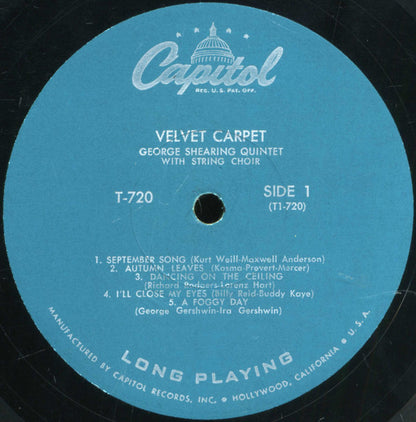 Capitol
REG. U.S. PAT. OFF.
VELVET CARPET
GEORGE SHEARING QUINTET
WITH STRING CHOIR
T-720
SIDE 1
(T1-720)
1. SEPTEMBER SONG (Kurt Weill-Maxwell Anderson)
2. AUTUMN LEAVES (Kosma-Prevert-Mercer)
3. DANCING ON THE CEILING
(Richard Rodgers-Lorenz Hart)
4. I'LL CLOSE MY EYES (Billy Reid-Buddy Kaye)
5. A FOGGY DAY
(George Gershwin-Ira Gershwin)
LONG PLAYING
MANUFACTURED BY CAPITOL RECORDS, INC. • HOLLYWOOD, CALIFORNIA • U.S.A.